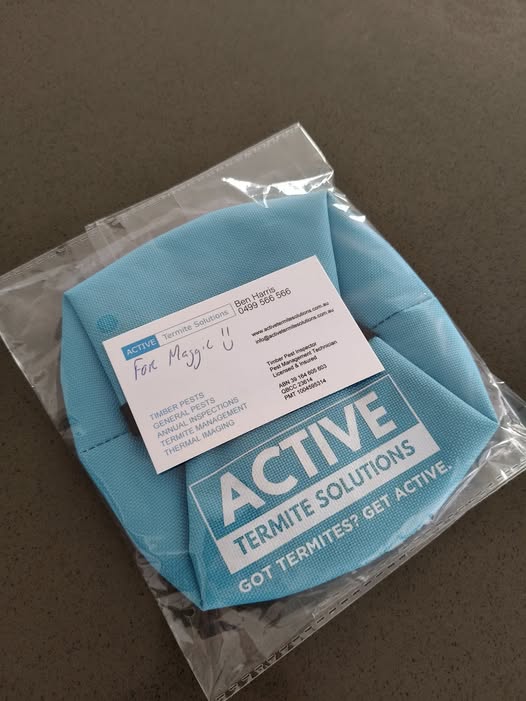 ACTIVE Termite Solutions
Ben Harris
0499 566 566
For Maggie
www.activetermitesolutions.com.au
info@activetermitesolutions.com.au
Timber Pest Inspector
Pest Management Technician
Licensed & Insured
ABN 39 164 605 603
QBCC 23614
PMT 1004595314
TIMBER PESTS
GENERAL PESTS
ANNUAL INSPECTIONS
TERMITE MANAGEMENT
THERMAL IMAGING
ACTIVE
TERMITE SOLUTIONS
GOT TERMITES? GET ACTIVE.